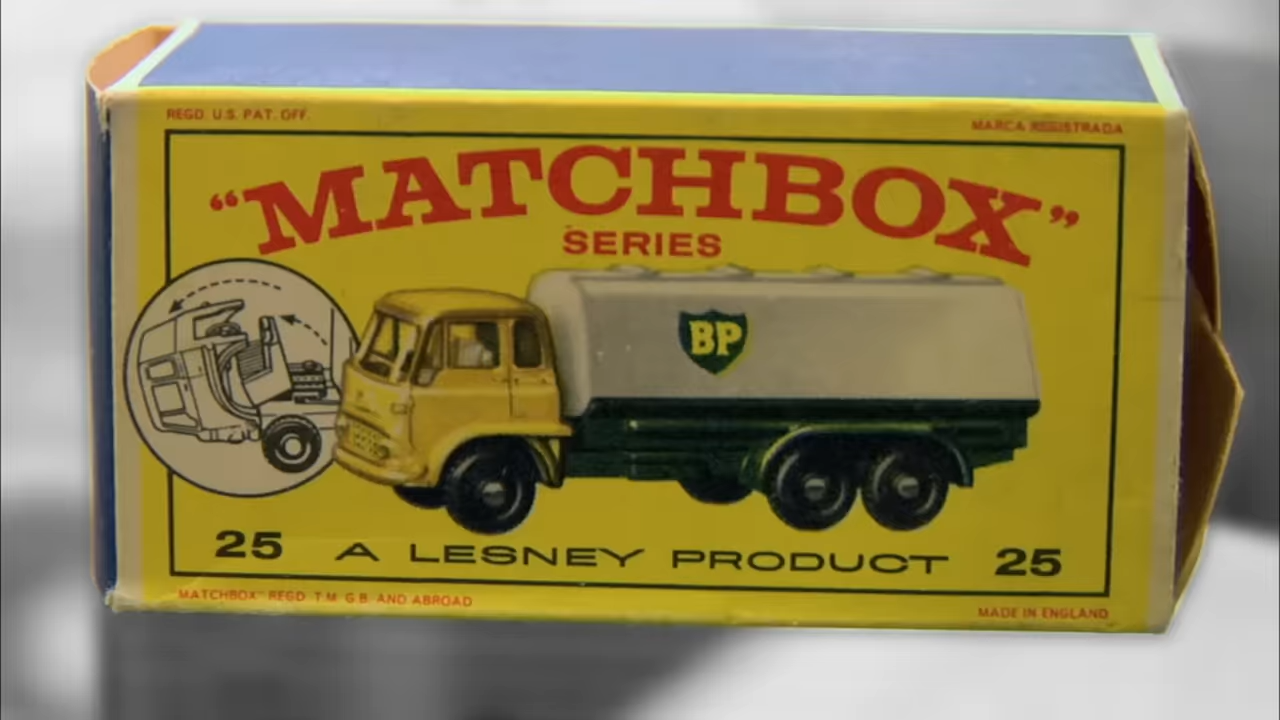 REGD. U.S. PAT. OFF.
MARCA REGISTRADA
"MATCHBOX"
SERIES
BP
25 A LESNEY PRODUCT 25
"MATCHBOX" REGD. T.M. G.B. AND ABROAD
MADE IN ENGLAND